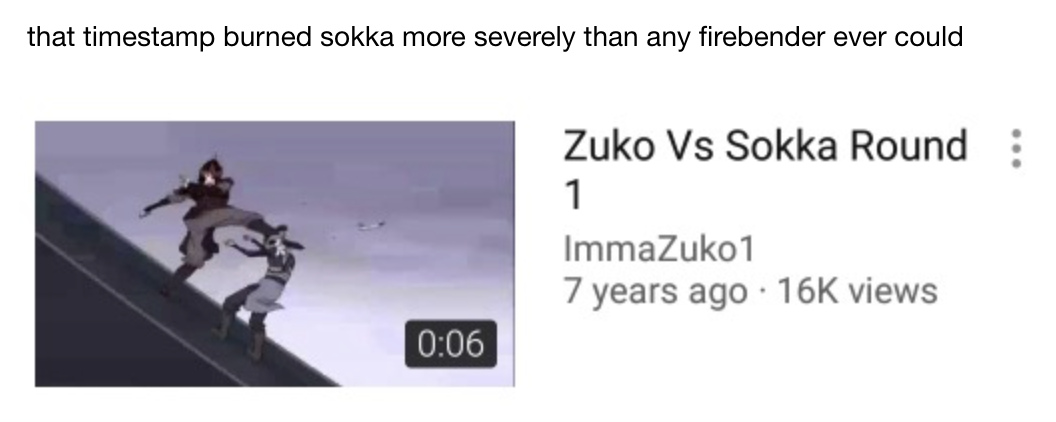 that timestamp burned sokka more severely than any firebender ever could
Zuko Vs Sokka Round
1
ImmaZuko1
7 years ago · 16K views
0:06